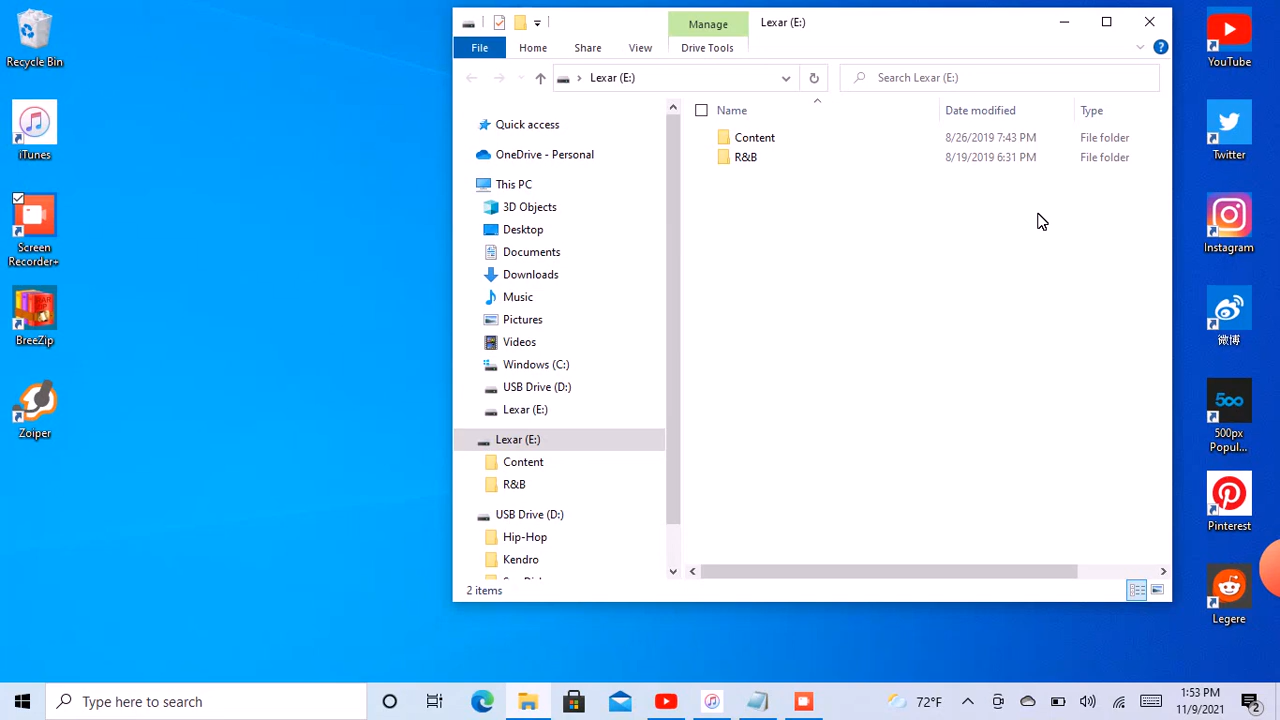 Recycle Bin
iTunes
Screen
Recorder+
BreeZip
Zoiper
Manage
Lexar (E:)
File
Home
Share
View
Drive Tools
Lexar (E:)
Search Lexar (E:)
Quick access
OneDrive - Personal
This PC
3D Objects
Desktop
Documents
Downloads
Music
Pictures
Videos
Windows (C:)
USB Drive (D:)
Lexar (E:)
Lexar (E:)
Content
R&B
USB Drive (D:)
Hip-Hop
Kendro
Name
Date modified
Type
Content
8/26/2019 7:43 PM
File folder
R&B
8/19/2019 6:31 PM
File folder
2 items
YouTube
Twitter
Instagram
微博
500
500px
Popul...
Pinterest
Legere
Type here to search
72°F
1:53 PM
11/9/2021
2